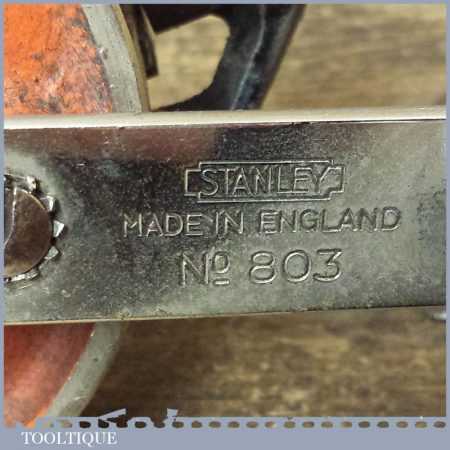 STANLEY
MADE IN ENGLAND
Nº 803
TOOLTIQUE